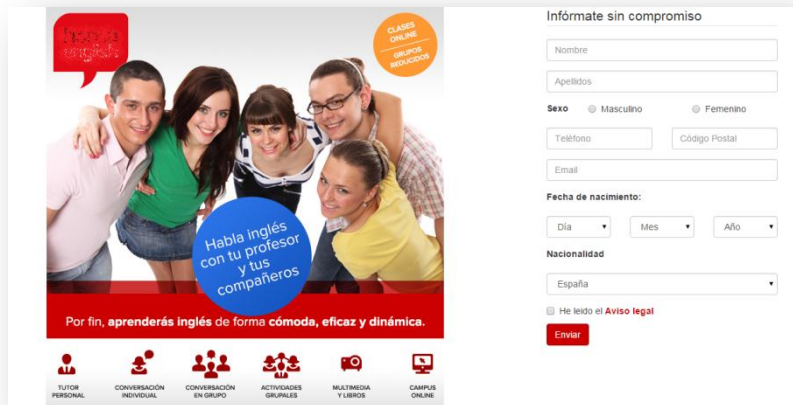 english
CLASES
ONLINE
GRUPOS
REDUCIDOS
Habla inglés
con tu profesor
y tus
compañeros
Por fin, aprenderás inglés de forma cómoda, eficaz y dinámica.
TUTOR
PERSONAL
CONVERSACIÓN
INDIVIDUAL
CONVERSACIÓN
EN GRUPO
ACTIVIDADES
GRUPALES
MULTIMEDIA
Y LIBROS
CAMPUS
ONLINE
Infórmate sin compromiso
Nombre
Apellidos
Sexo Masculino Femenino
Teléfono Código Postal
Email
Fecha de nacimiento:
Día Mes Año
Nacionalidad
España
He leido el Aviso legal
Enviar